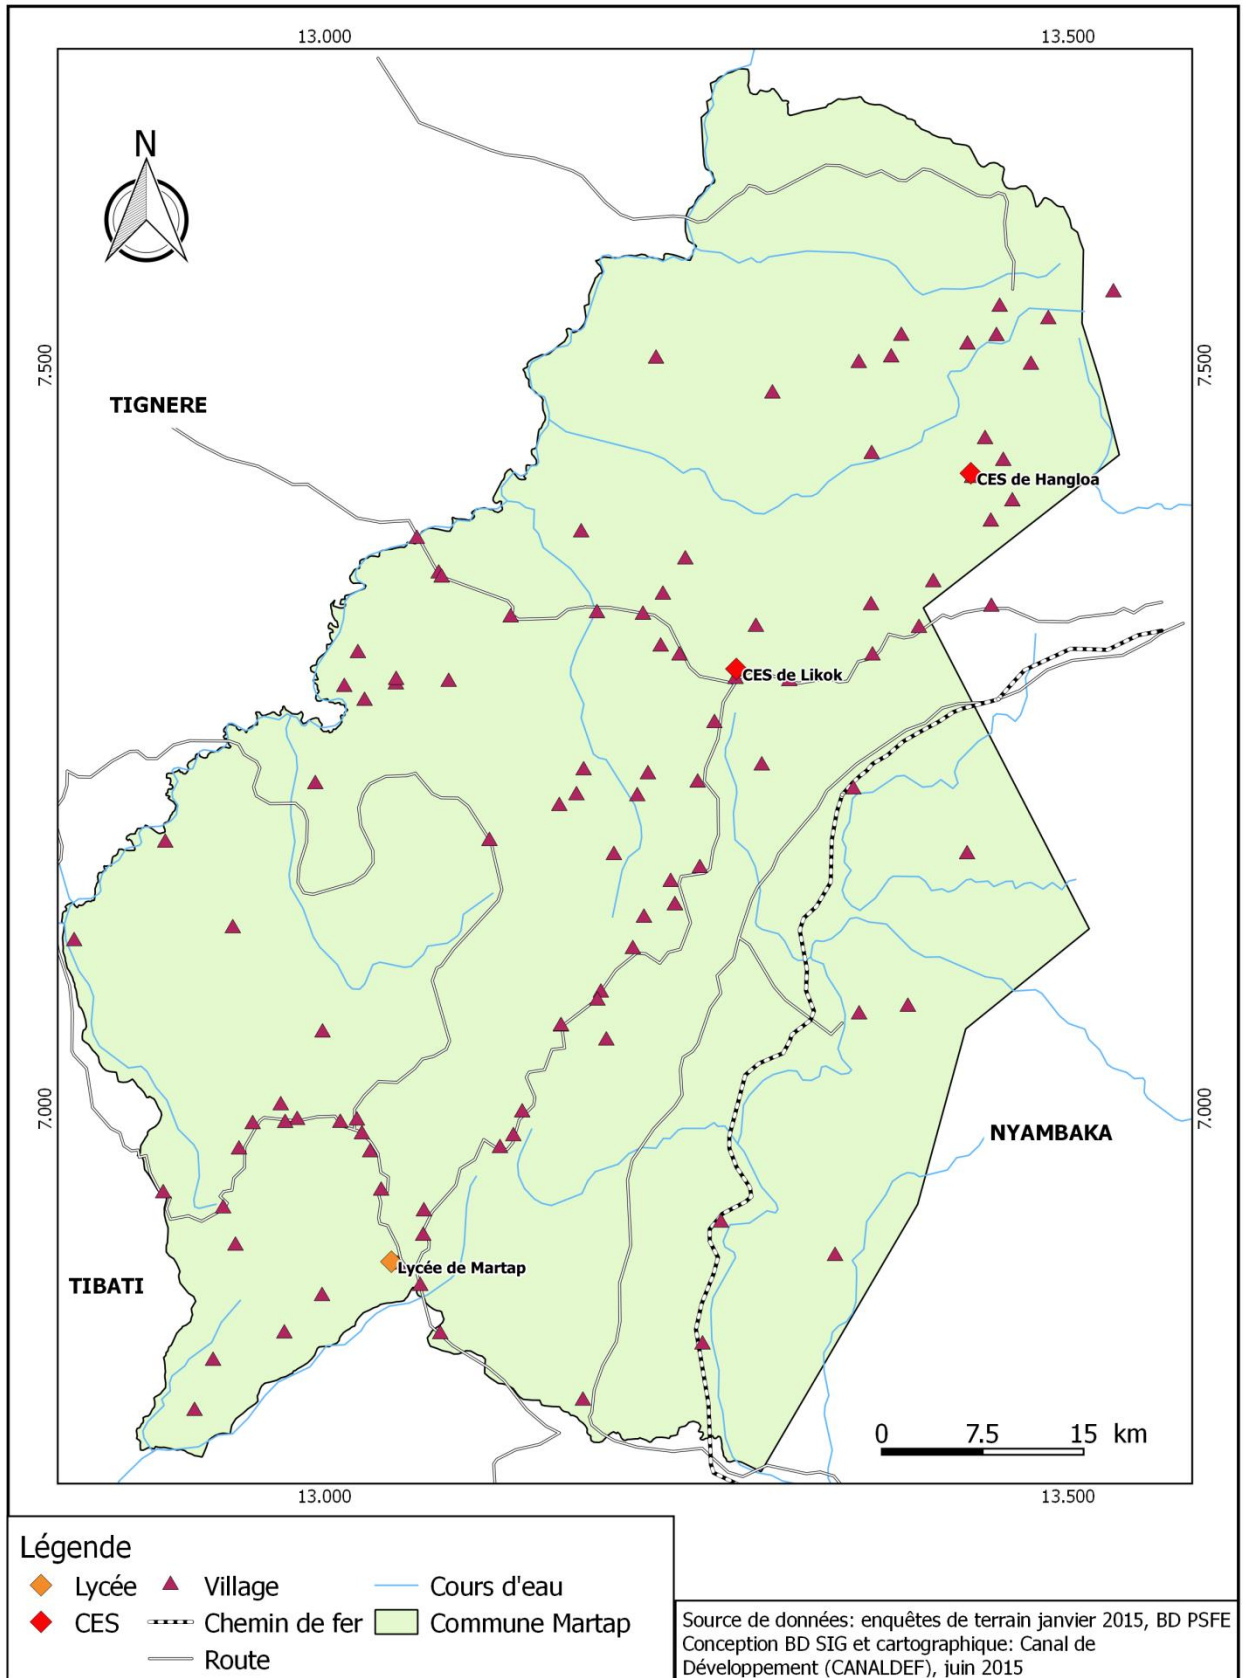 13.000 13.500
N
7.500 7.500
TIGNERE
CES de Hangloa
CES de Likok
7.000 7.000
NYAMBAKA
Lycée de Martap
TIBATI
0 7.5 15 km
13.000 13.500
Légende
Lycée Village Cours d'eau
CES Chemin de fer Commune Martap
Route
Source de données: enquêtes de terrain janvier 2015, BD PSFE
Conception BD SIG et cartographique: Canal de
Développement (CANALDEF), juin 2015